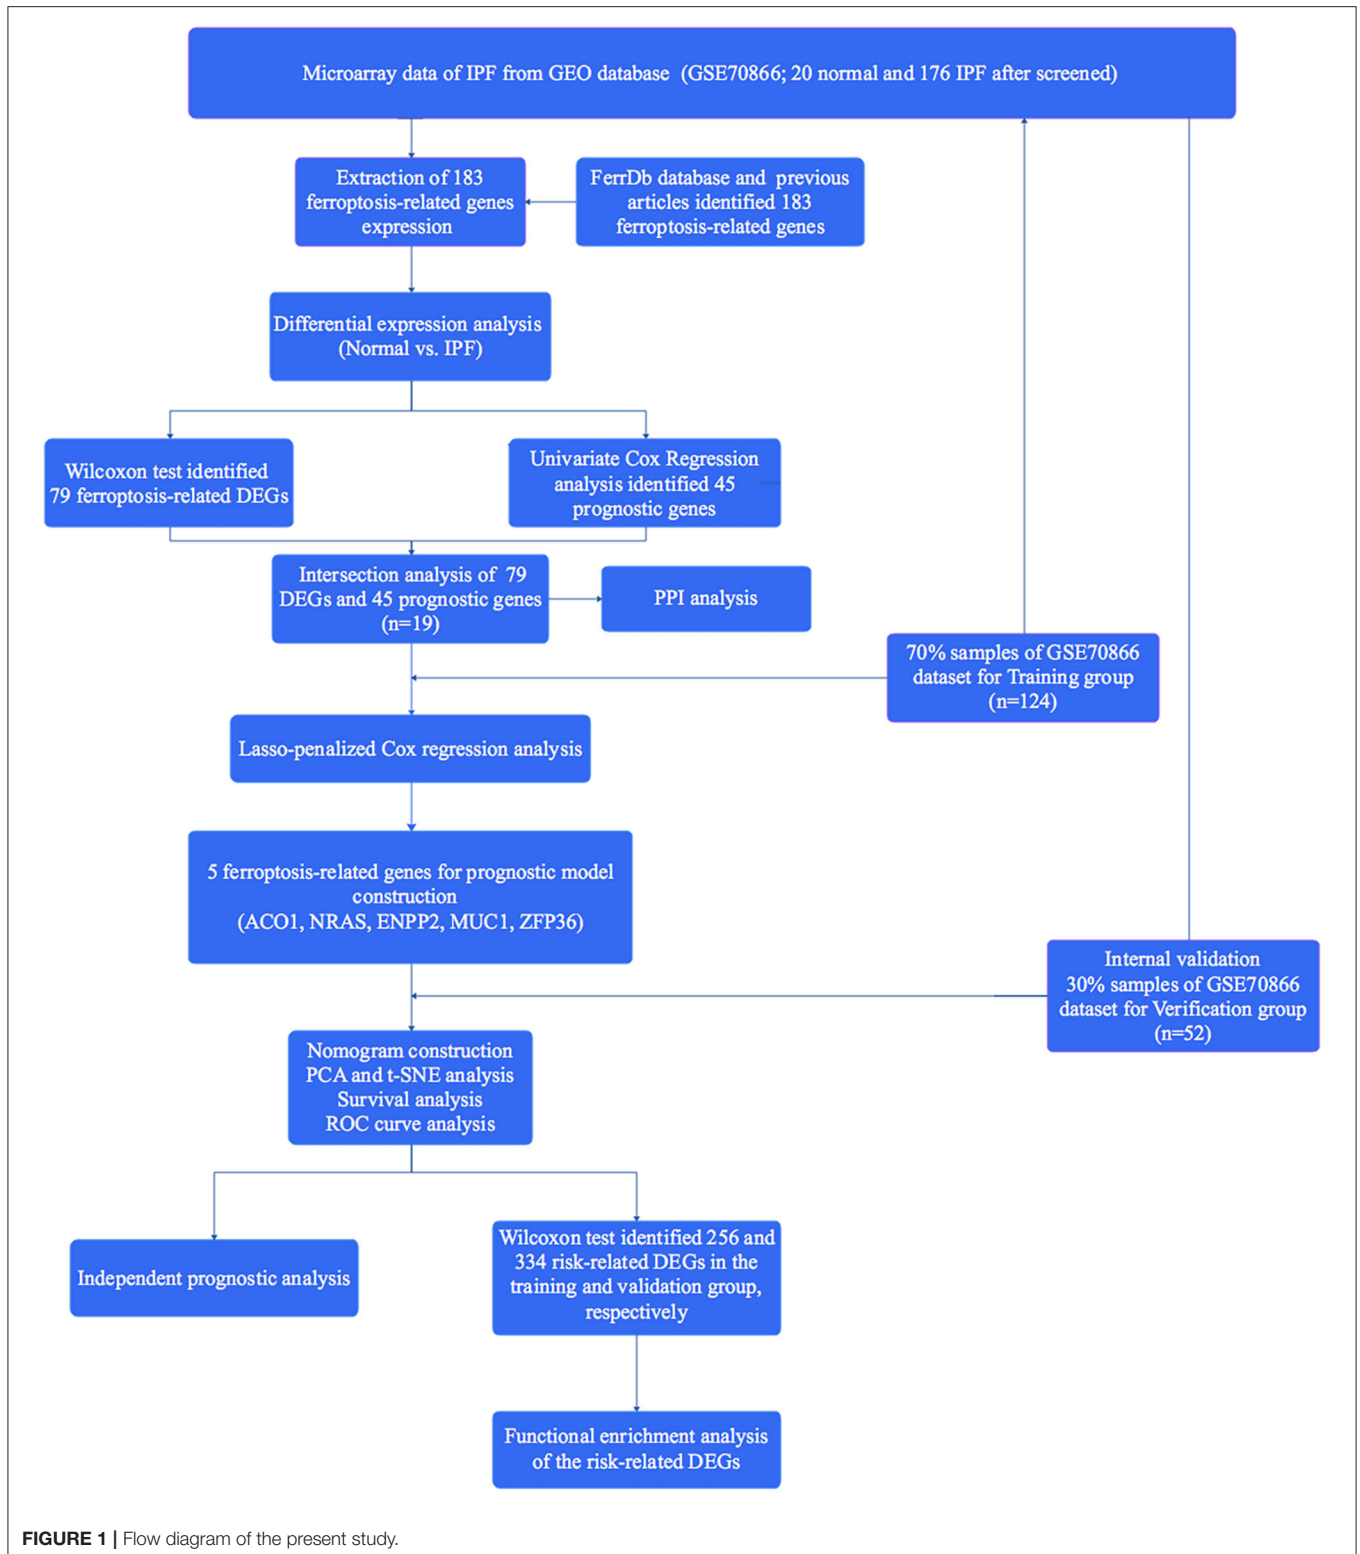 Microarray data of IPF from GEO database (GSE70866; 20 normal and 176 IPF after screened)
Extraction of 183
ferroptosis-related genes
expression
FerrDb database and previous
articles identified 183
ferroptosis-related genes
Differential expression analysis
(Normal vs. IPF)
Wilcoxon test identified
79 ferroptosis-related DEGs
Univariate Cox Regression
analysis identified 45
prognostic genes
Intersection analysis of 79
DEGs and 45 prognostic genes
(n=19)
PPI analysis
70% samples of GSE70866
dataset for Training group
(n=124)
Lasso-penalized Cox regression analysis
5 ferroptosis-related genes for prognostic model
construction
(ACO1, NRAS, ENPP2, MUC1, ZFP36)
Internal validation
30% samples of GSE70866
dataset for Verification group
(n=52)
Nomogram construction
PCA and t-SNE analysis
Survival analysis
ROC curve analysis
Independent prognostic analysis
Wilcoxon test identified 256 and
334 risk-related DEGs in the
training and validation group,
respectively
Functional enrichment analysis
of the risk-related DEGs
FIGURE 1 | Flow diagram of the present study.